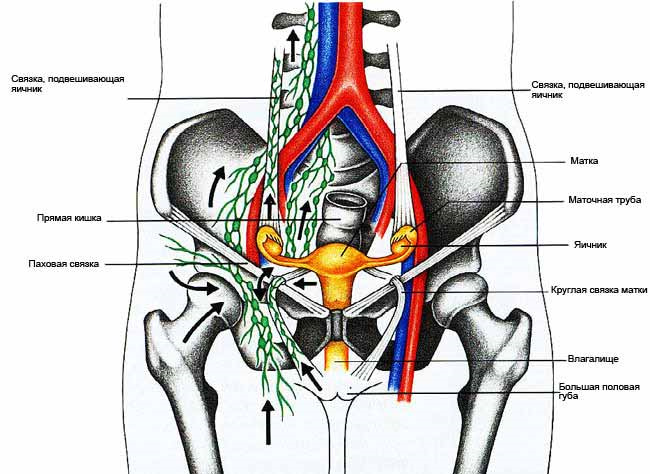 Связка, подвешивающая
яичник
Связка, подвешивающая
яичник
Матка
Маточная труба
Прямая кишка
Яичник
Паховая связка
Круглая связка матки
Влагалище
Большая половая
губа